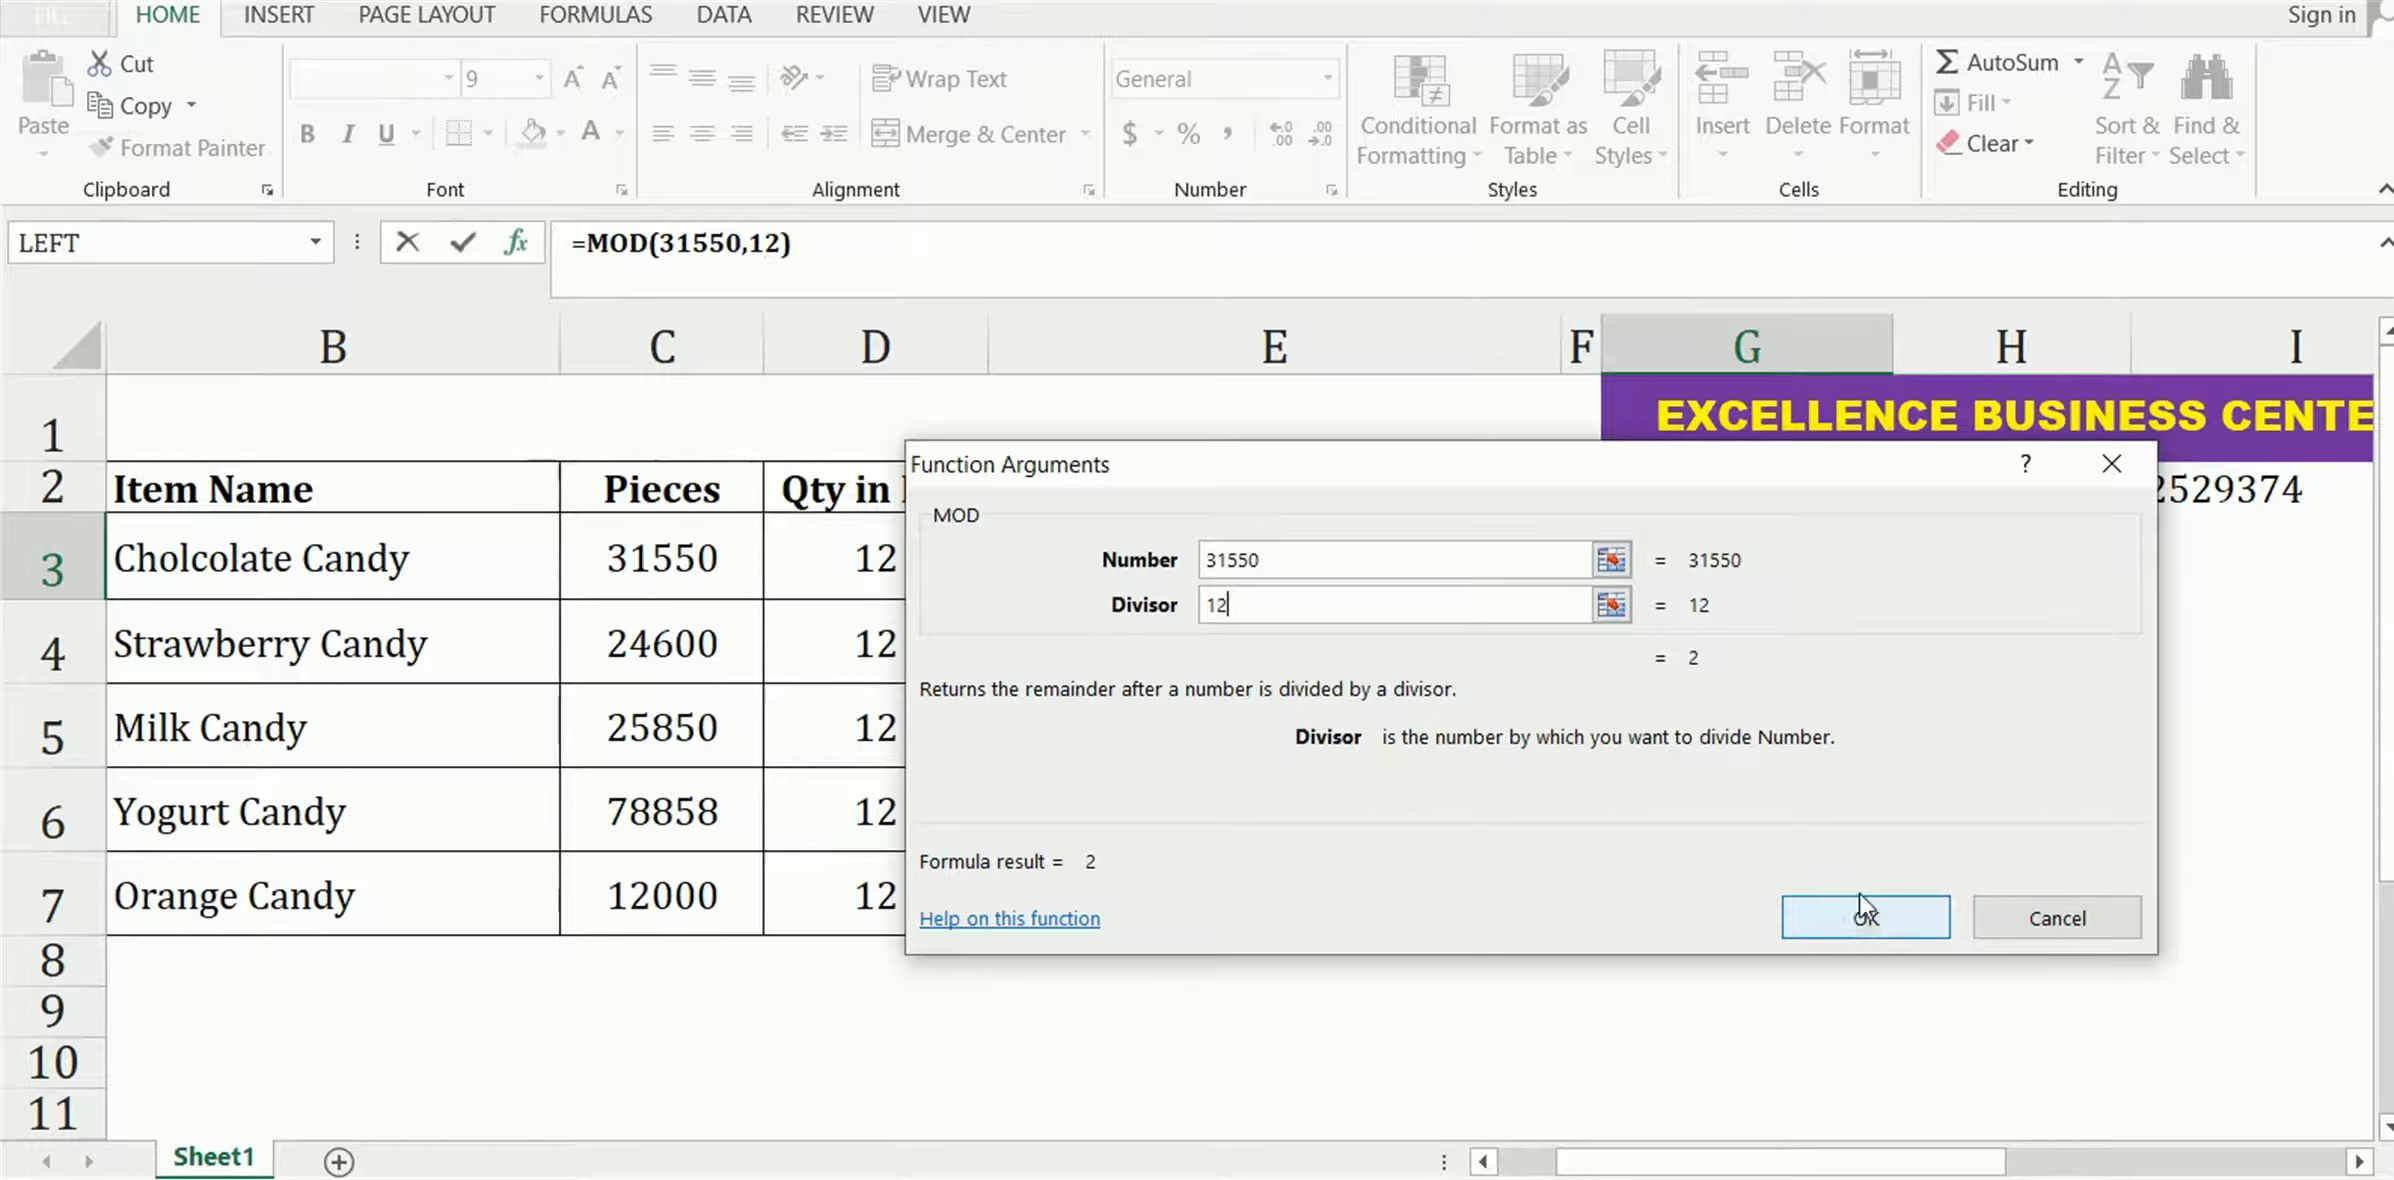 HOME INSERT PAGE LAYOUT FORMULAS DATA REVIEW VIEW Sign in
Paste
Cut
Copy
Format Painter
Clipboard
9
B I U
Font
Wrap Text
Merge & Center
Alignment
General
$ % ,
Number
Conditional Formatting
Format as Table
Cell Styles
Styles
Insert Delete Format
Cells
AutoSum
Fill
Clear
Sort & Filter
Find & Select
Editing
LEFT
fx
=MOD(31550,12)
B C D E F G H I
1 EXCELLENCE BUSINESS CENTE
2 Item Name Pieces Qty in 2529374
3 Cholcolate Candy 31550 12
4 Strawberry Candy 24600 12
5 Milk Candy 25850 12
6 Yogurt Candy 78858 12
7 Orange Candy 12000 12
8
9
10
11
Function Arguments ?
MOD
Number 31550 = 31550
Divisor 12 = 12
= 2
Returns the remainder after a number is divided by a divisor.
Divisor is the number by which you want to divide Number.
Formula result = 2
Help on this function OK Cancel
Sheet1